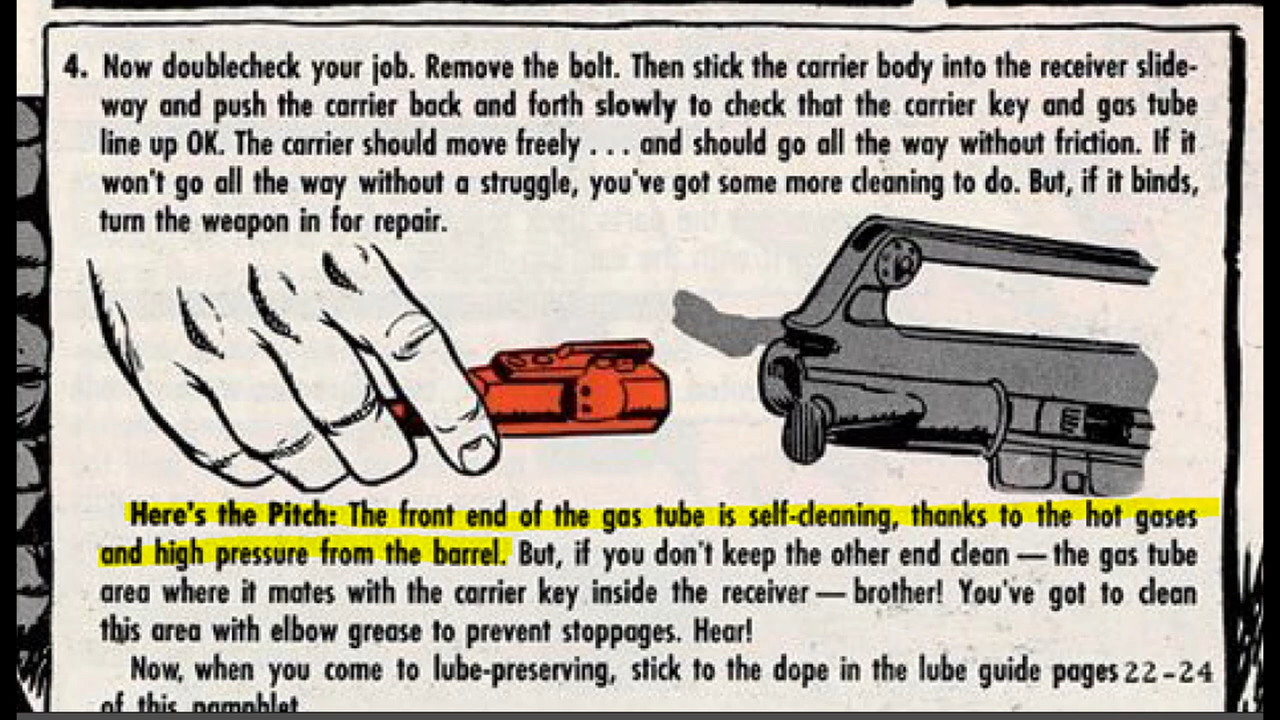 4. Now doublecheck your job. Remove the bolt. Then stick the carrier body into the receiver slide-
way and push the carrier back and forth slowly to check that the carrier key and gas tube
line up OK. The carrier should move freely . . . and should go all the way without friction. If it
won't go all the way without a struggle, you've got some more cleaning to do. But, if it binds,
turn the weapon in for repair.
Here's the Pitch: The front end of the gas tube is self-cleaning, thanks to the hot gases
and high pressure from the barrel. But, if you don't keep the other end clean — the gas tube
area where it mates with the carrier key inside the receiver — brother! You've got to clean
this area with elbow grease to prevent stoppages. Hear!
Now, when you come to lube-preserving, stick to the dope in the lube guide pages 22-24
of this pamphlet